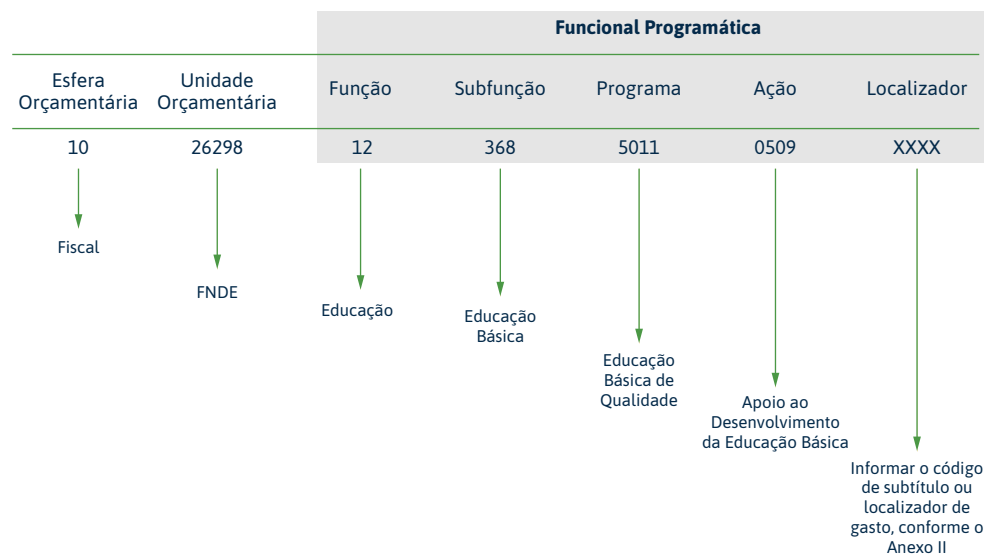 Funcional Programática
Esfera
Orçamentária
Unidade
Orçamentária
Função
Subfunção
Programa
Ação
Localizador
10
26298
12
368
5011
0509
XXXX
Fiscal
FNDE
Educação
Educação
Básica
Educação
Básica de
Qualidade
Apoio ao
Desenvolvimento
da Educação Básica
Informar o código
de subtítulo ou
localizador de
gasto, conforme o
Anexo II